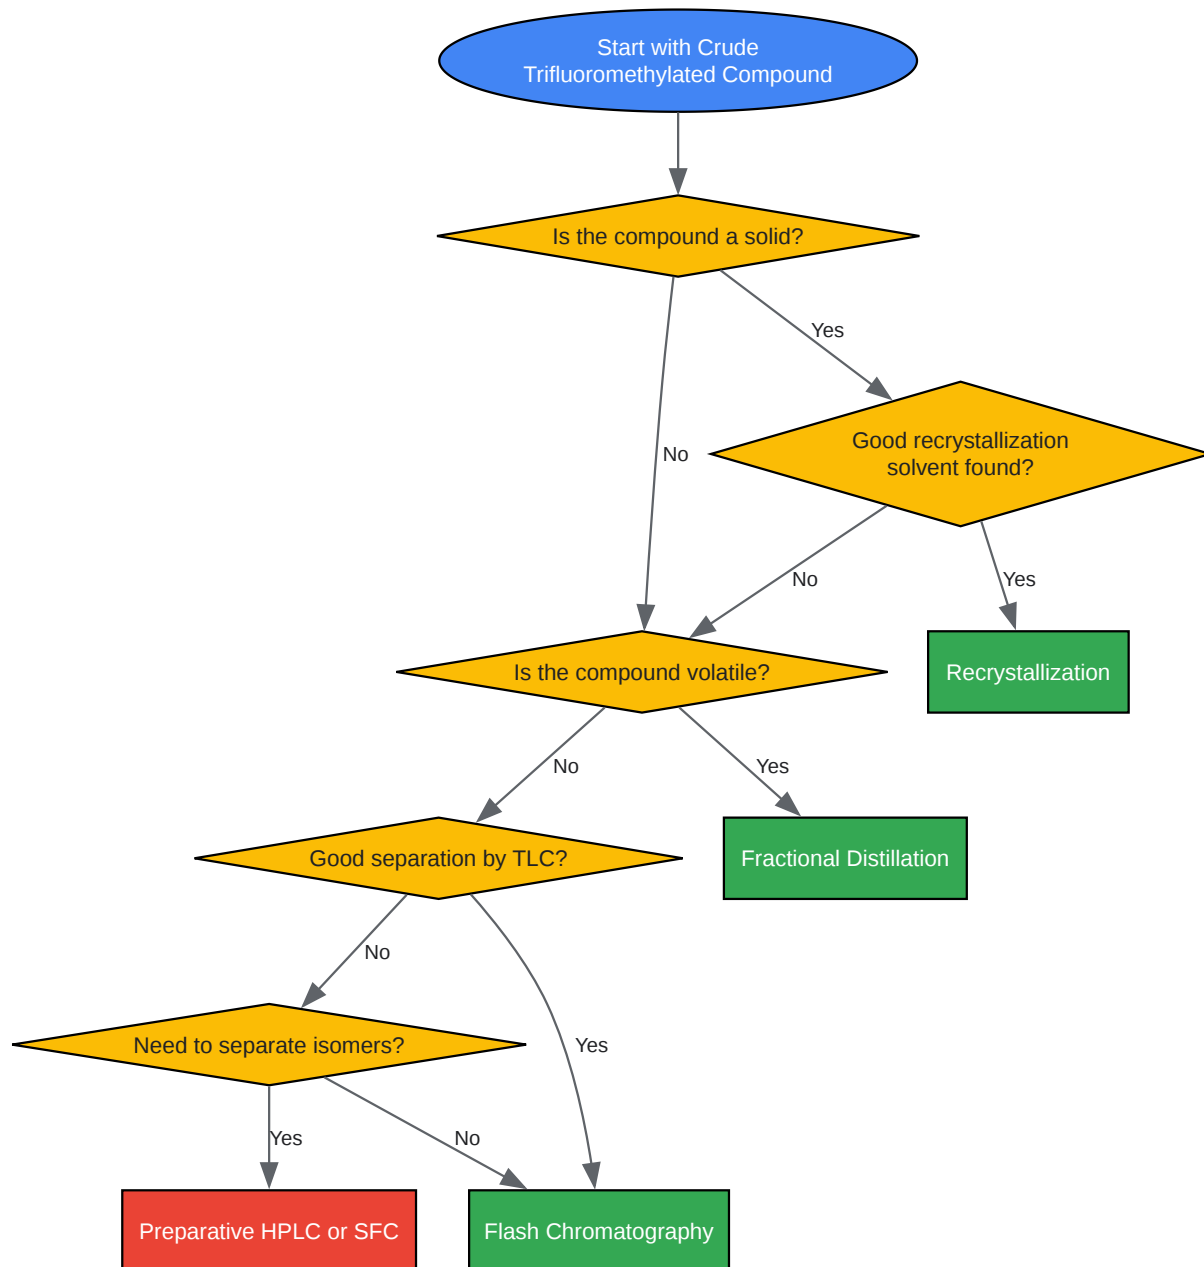 Start with Crude
Trifluoromethylated Compound
Is the compound a solid?
Yes
Good recrystallization
solvent found?
No
No
Yes
Is the compound volatile?
Recrystallization
No
Yes
Good separation by TLC?
Fractional Distillation
No
Need to separate isomers?
Yes
Yes
No
Preparative HPLC or SFC
Flash Chromatography